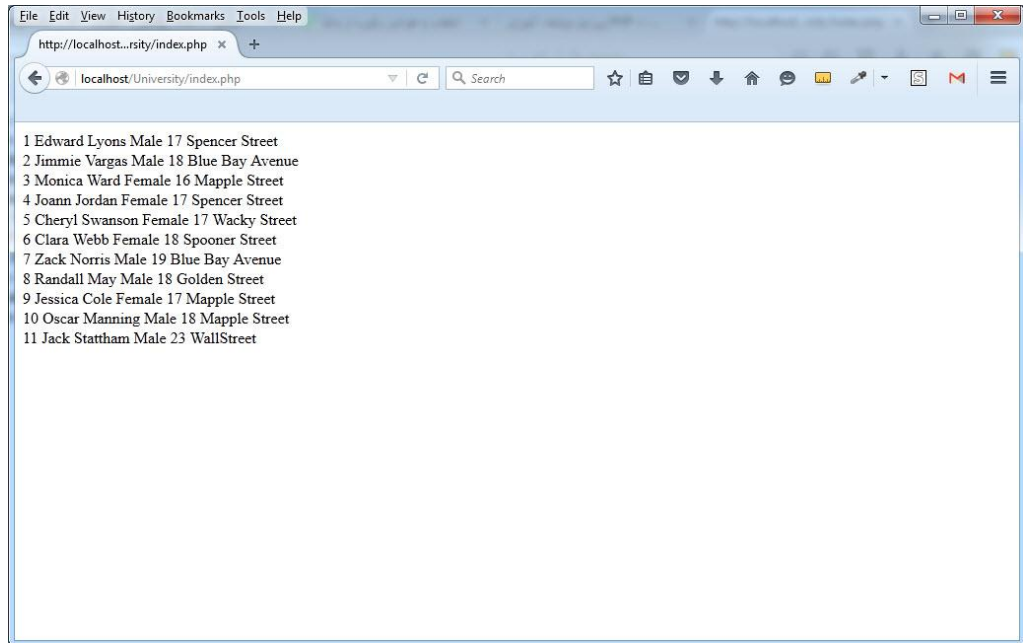 File Edit View History Bookmarks Tools Help
http://localhost...rsity/index.php × +
localhost/University/index.php Search S M
1 Edward Lyons Male 17 Spencer Street
2 Jimmie Vargas Male 18 Blue Bay Avenue
3 Monica Ward Female 16 Mapple Street
4 Joann Jordan Female 17 Spencer Street
5 Cheryl Swanson Female 17 Wacky Street
6 Clara Webb Female 18 Spooner Street
7 Zack Norris Male 19 Blue Bay Avenue
8 Randall May Male 18 Golden Street
9 Jessica Cole Female 17 Mapple Street
10 Oscar Manning Male 18 Mapple Street
11 Jack Stattham Male 23 WallStreet